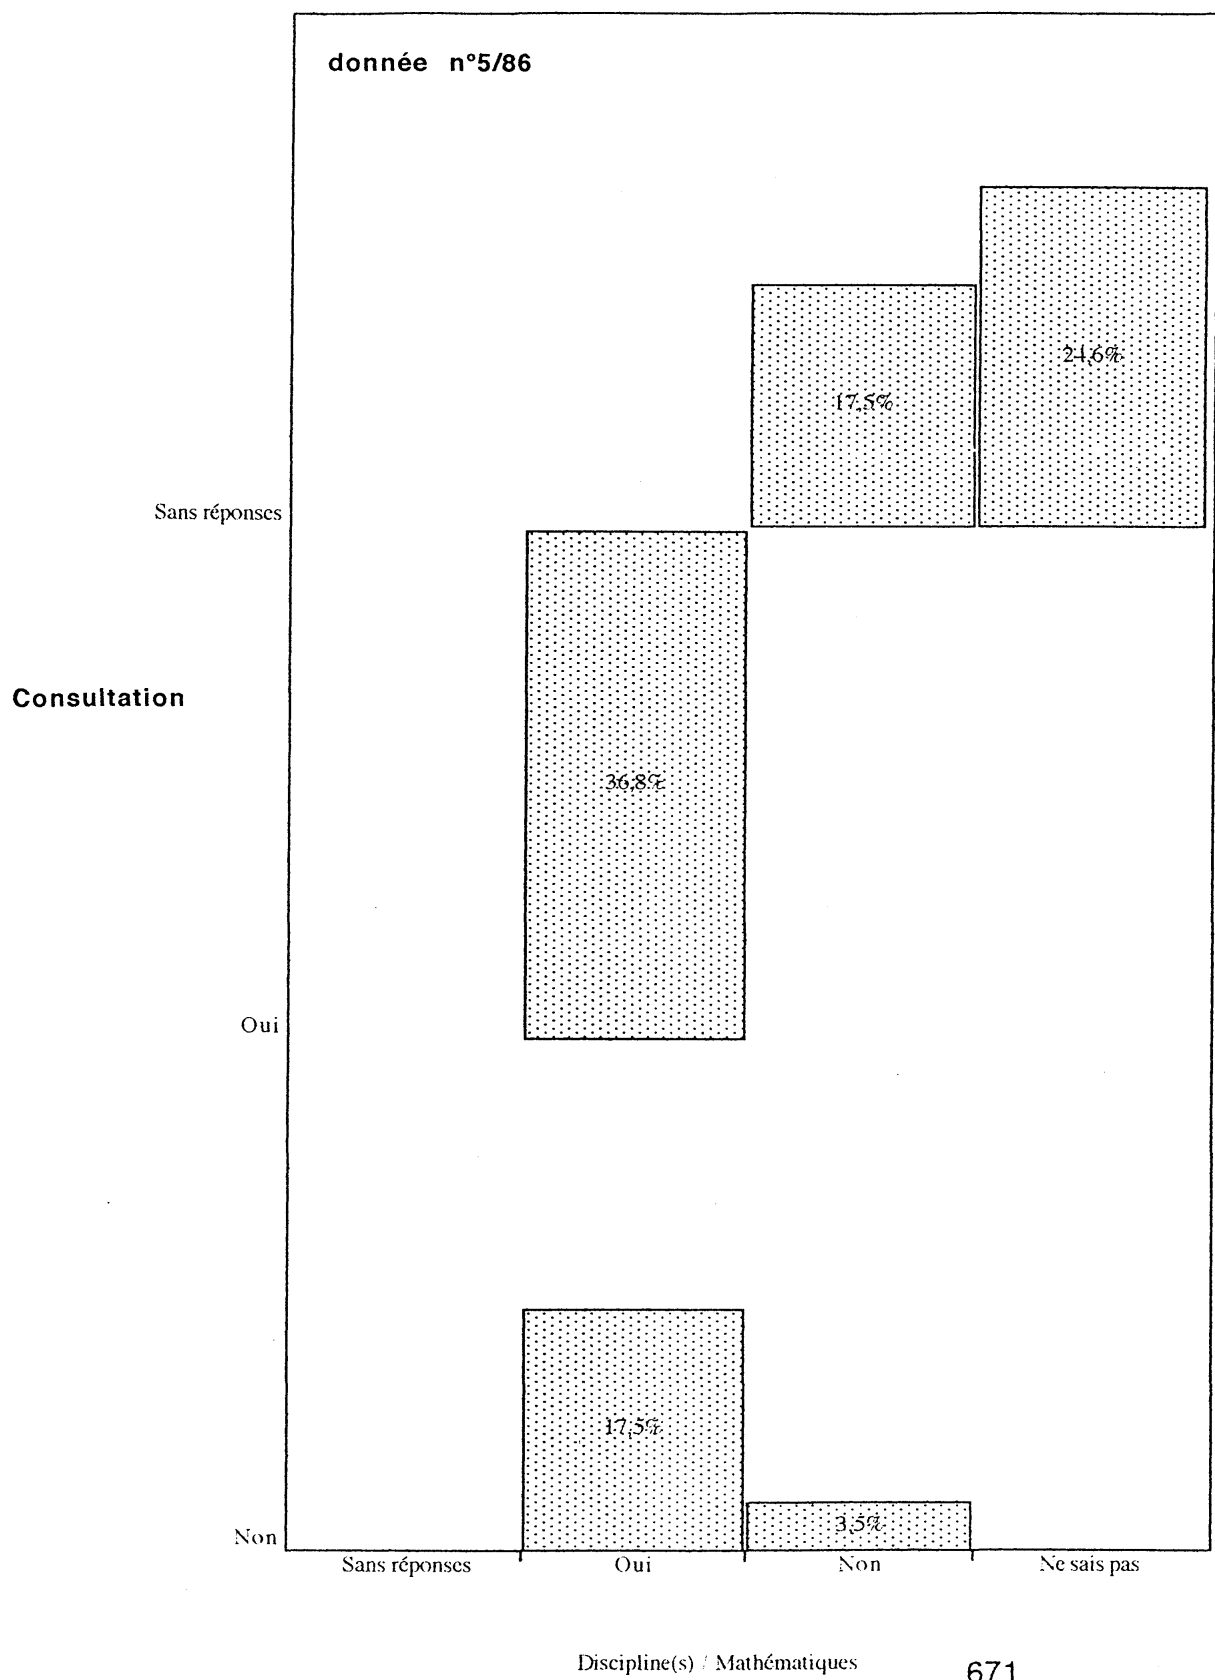 donnée n°5/86
24,6%
17,5%
Sans réponses
Consultation
36,8%
Oui
17,5%
3,5%
Non
Sans réponses Oui Non Ne sais pas
Discipline(s) / Mathématiques
671